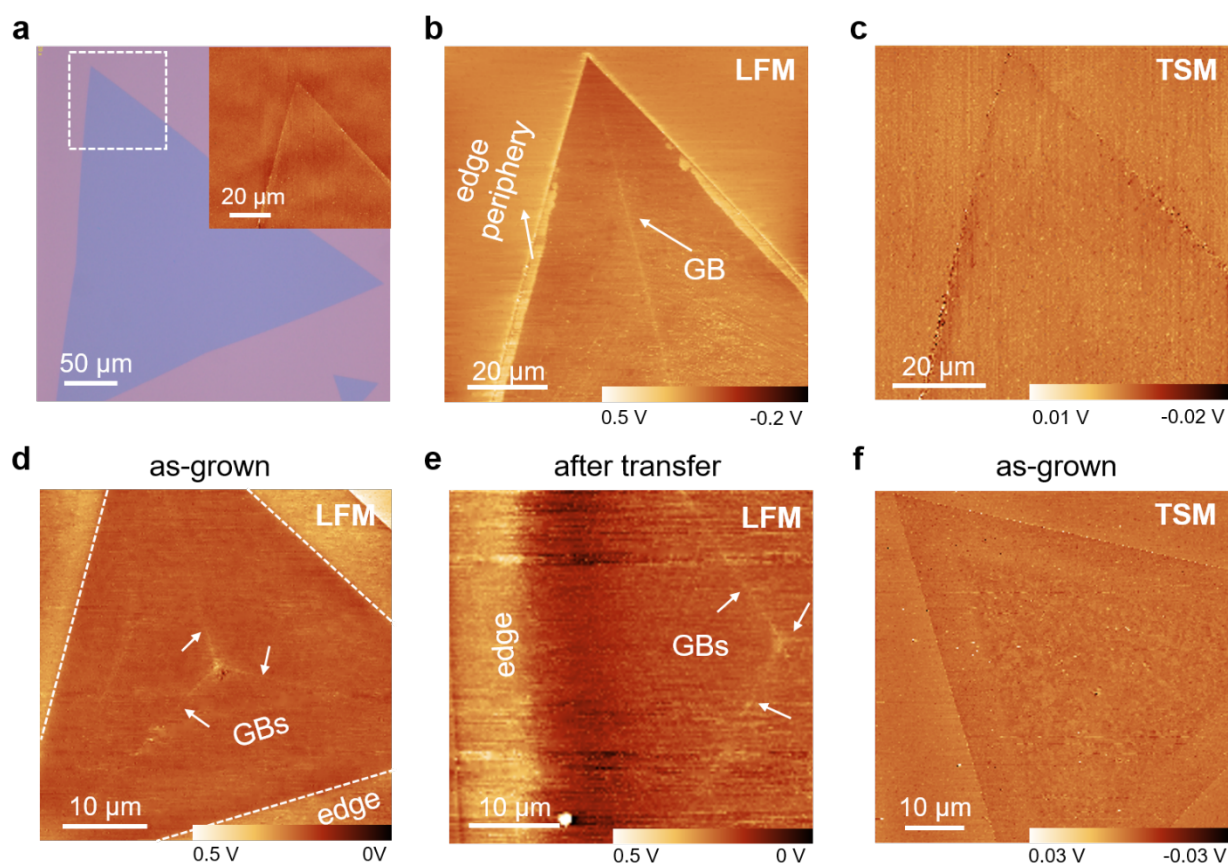 a
20 μm
50 μm
b
LFM
edge
periphery
GB
20 μm
0.5 V
-0.2 V
c
TSM
20 μm
0.01 V
-0.02 V
d
as-grown
LFM
GBs
10 μm
edge
0.5 V
0V
e
after transfer
LFM
edge
GBs
10 μm
0.5 V
0 V
f
as-grown
TSM
10 μm
0.03 V
-0.03 V